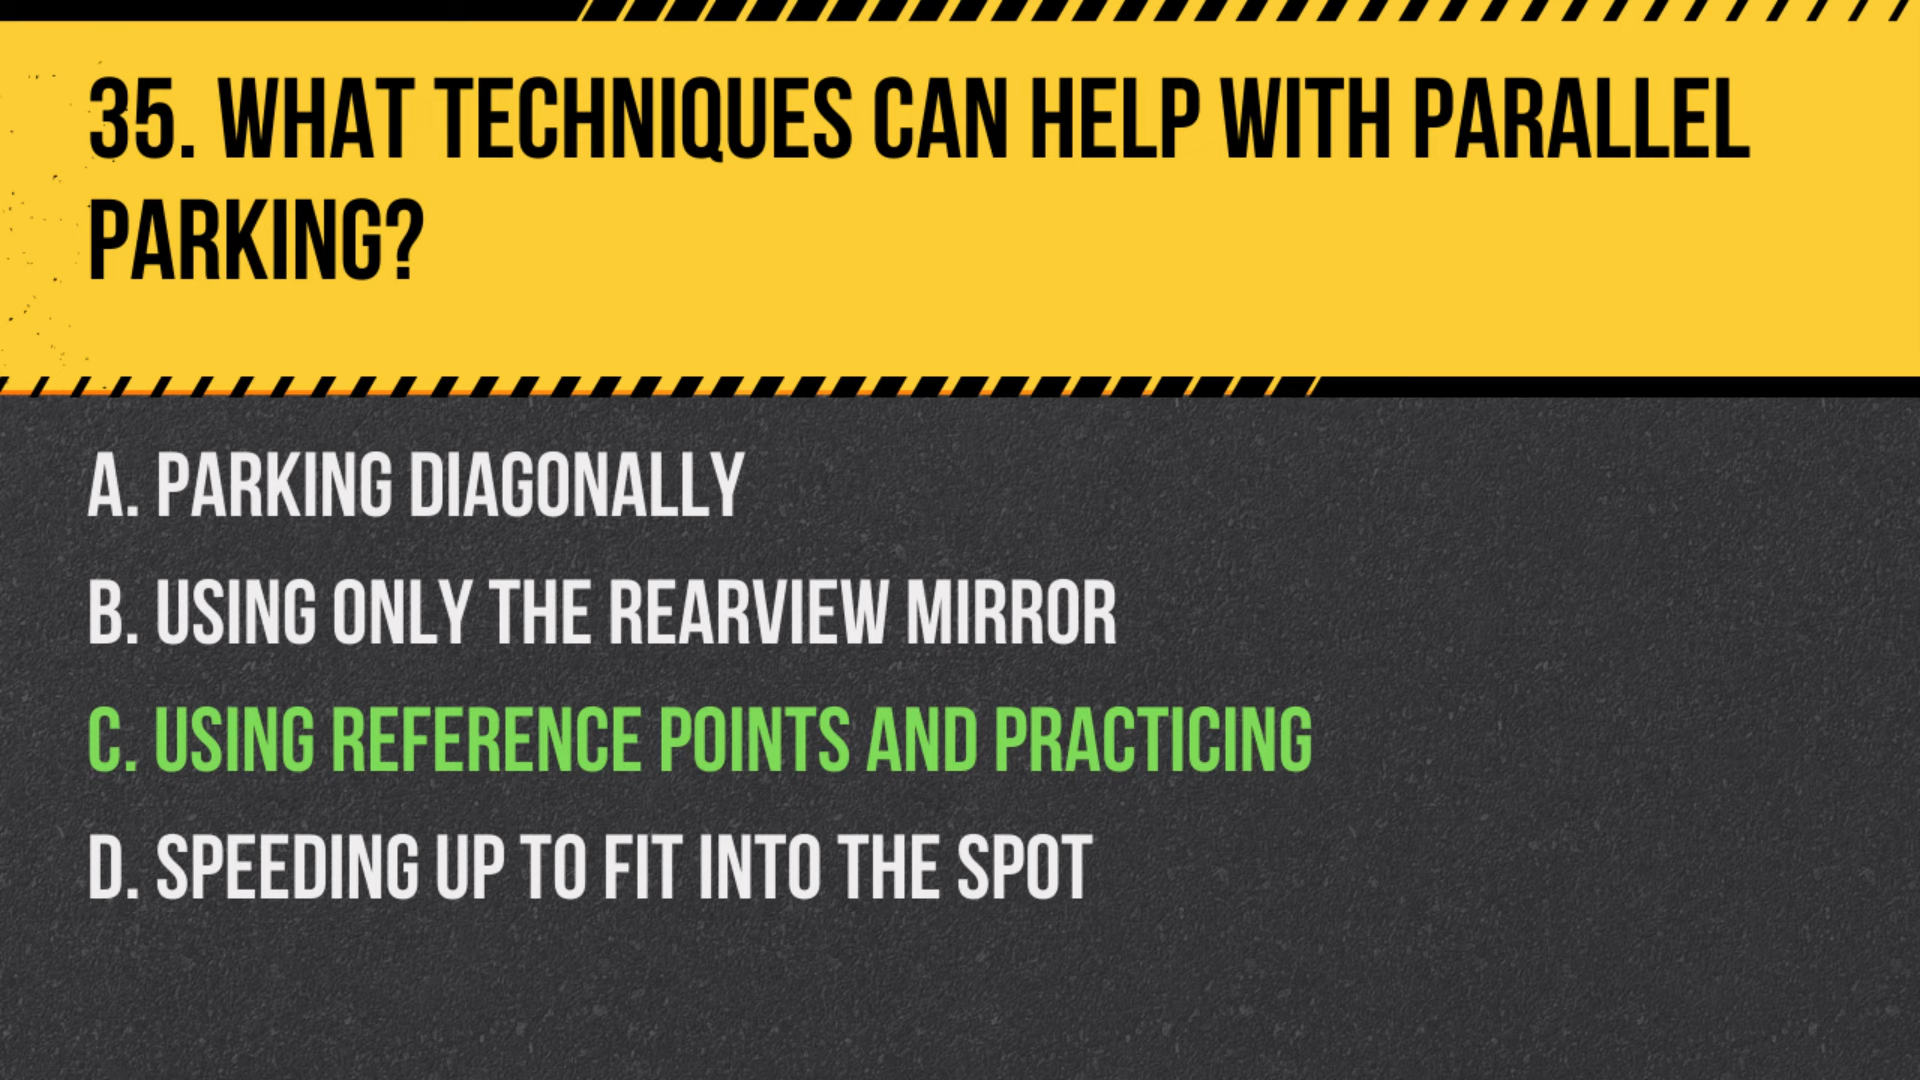 35. WHAT TECHNIQUES CAN HELP WITH PARALLEL
PARKING?
A. PARKING DIAGONALLY
B. USING ONLY THE REARVIEW MIRROR
C. USING REFERENCE POINTS AND PRACTICING
D. SPEEDING UP TO FIT INTO THE SPOT